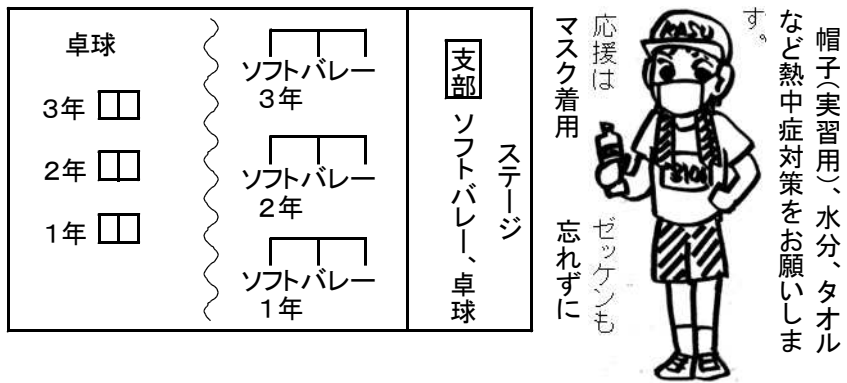 帽子（実習用）、水分、タオル
など熱中症対策をお願いしま
す。
応援は
マスク着用
ゼッケンも
忘れずに
KASU
ステージ
支部
ソフトバレー、卓球
ソフトバレー
3年
ソフトバレー
2年
ソフトバレー
1年
卓球
3年
2年
1年